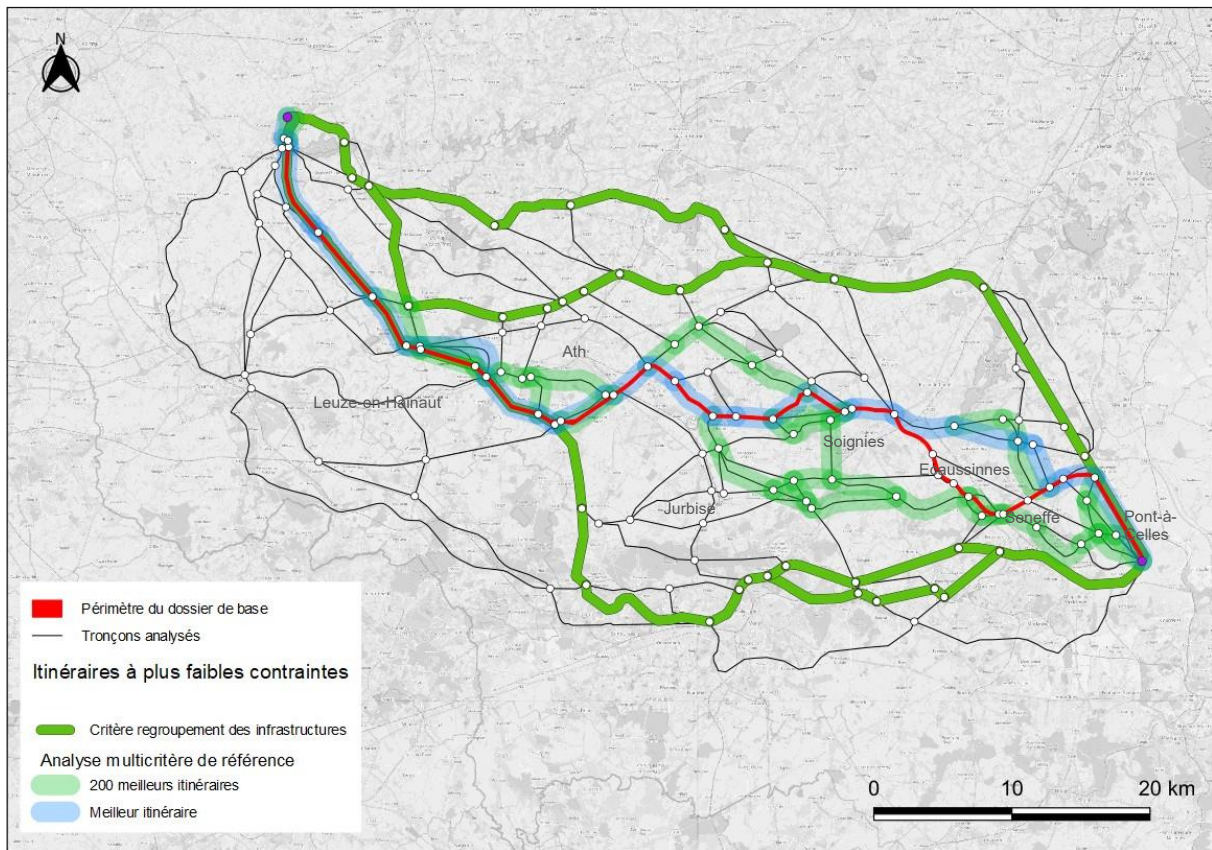 N
Ath
Leuze-en-Hainaut
Soignies
Ecaussinnes
Jurbise
Seneffe
Pont-à-
Celles
Périmètre du dossier de base
Tronçons analysés
Itinéraires à plus faibles contraintes
Critère regroupement des infrastructures
Analyse multicritère de référence
200 meilleurs itinéraires
Meilleur itinéraire
0 10 20 km